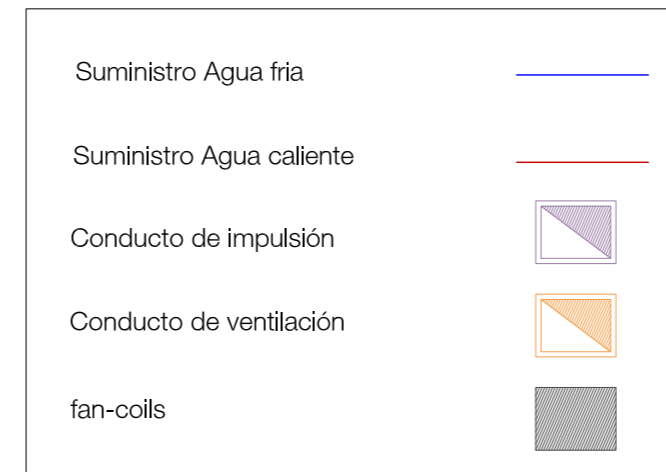 Suministro Agua fria
Suministro Agua caliente
Conducto de impulsión
Conducto de ventilación
fan-coils